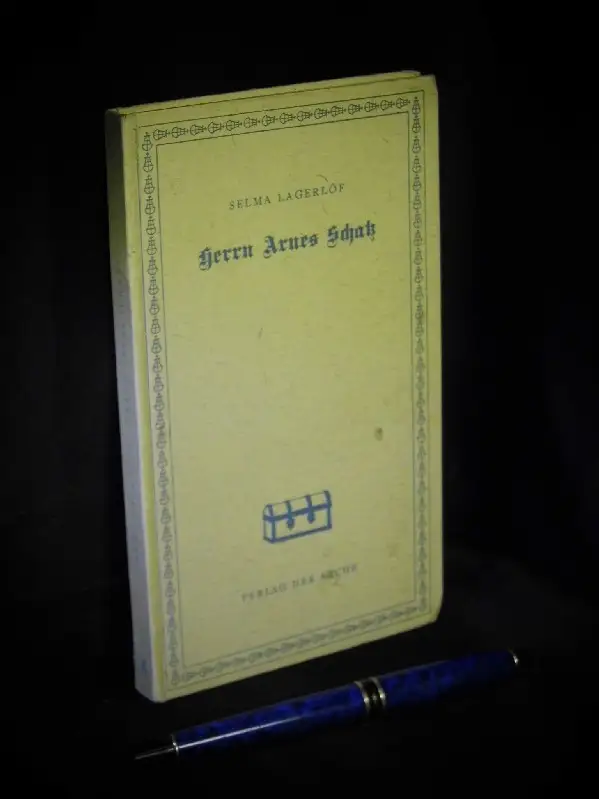 SELMA LAGERLÖF
Herrn Arnes Schatz
VERLAG DER ARCHE